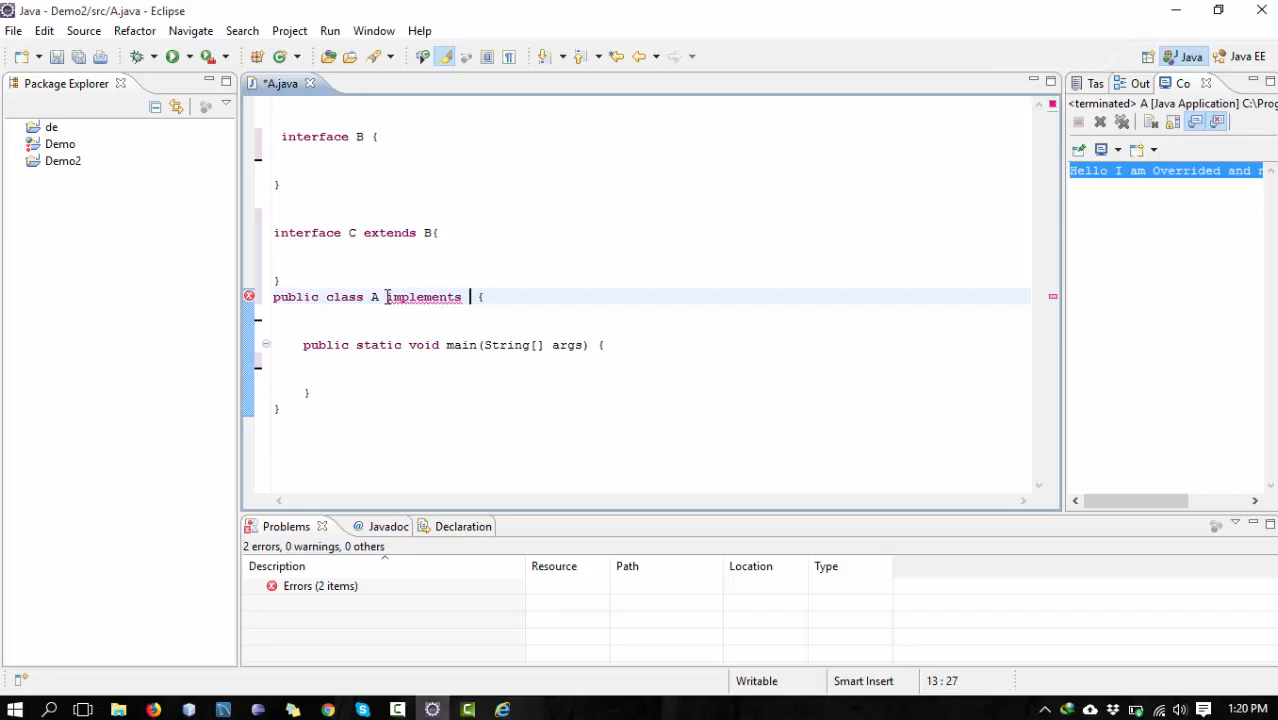 Java - Demo2/src/A.java - Eclipse
File Edit Source Refactor Navigate Search Project Run Window Help
Java Java EE
Package Explorer
*A.java
Tas Out Co
<terminated> A [Java Application] C:\Prog
de
Demo
Demo2
Hello I am Overrided and
interface B {
}
interface C extends B{
}
public class A implements {
public static void main(String[] args) {
}
}
Problems @ Javadoc Declaration
2 errors, 0 warnings, 0 others
Description Resource Path Location Type
Errors (2 items)
Writable Smart Insert 13 : 27
1:20 PM